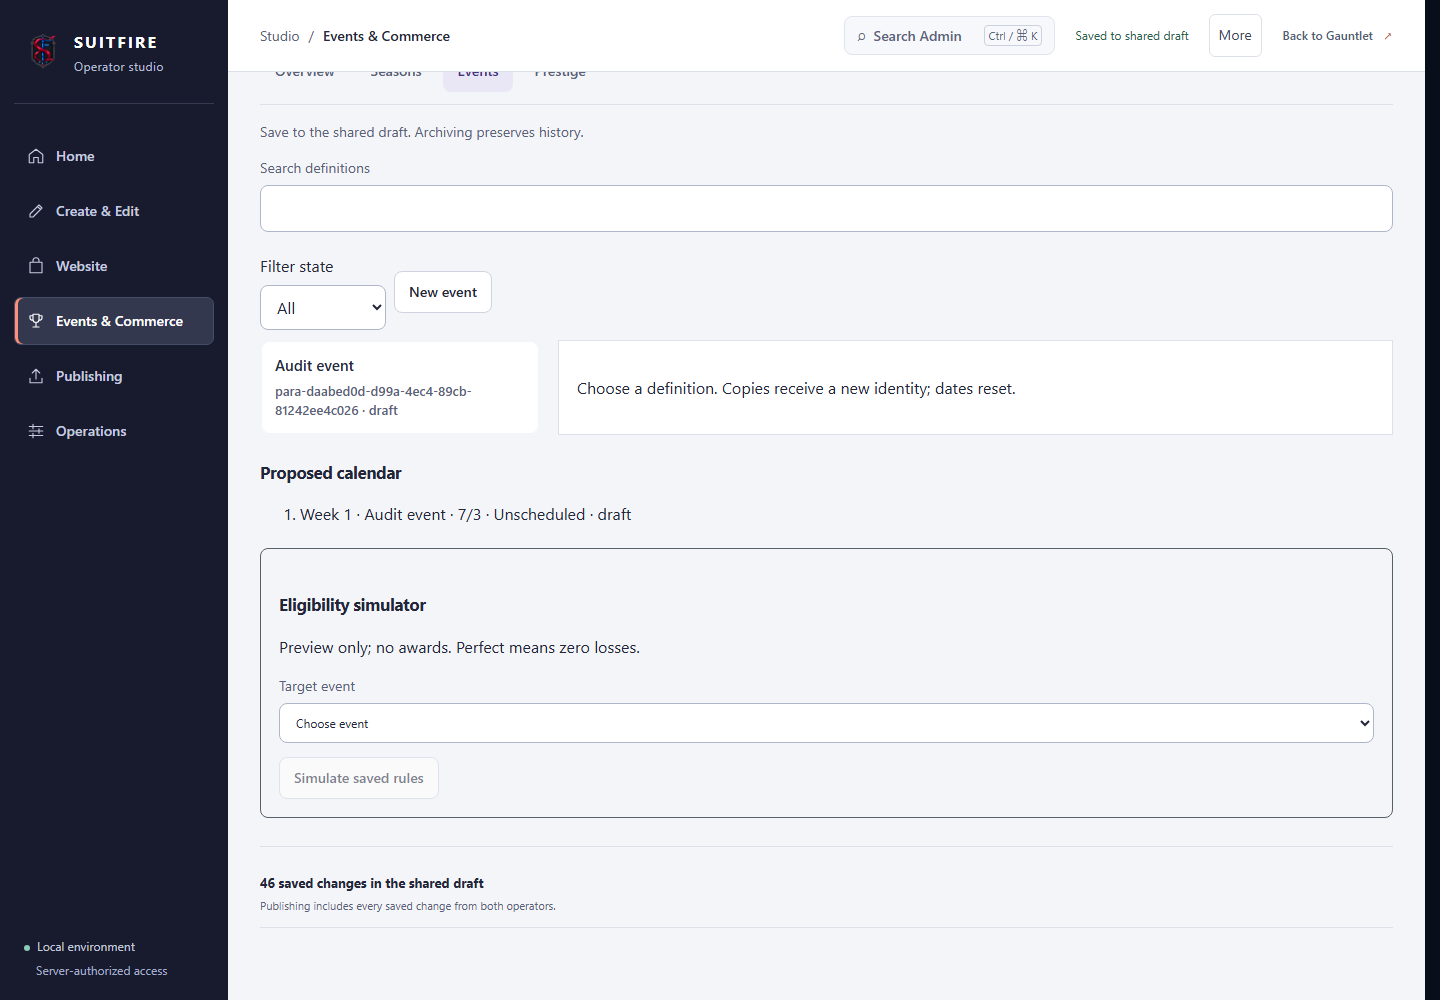 SUITFIRE
Operator studio
Home
Create & Edit
Website
Events & Commerce
Publishing
Operations
Local environment
Server-authorized access
Studio / Events & Commerce
Search Admin Ctrl / ⌘ K
Saved to shared draft
More
Back to Gauntlet ↗
Overview Seasons Events Prestige
Save to the shared draft. Archiving preserves history.
Search definitions
Filter state
All
New event
Audit event
para-daabed0d-d99a-4ec4-89cb-
81242ee4c026 · draft
Choose a definition. Copies receive a new identity; dates reset.
Proposed calendar
1. Week 1 · Audit event · 7/3 · Unscheduled · draft
Eligibility simulator
Preview only; no awards. Perfect means zero losses.
Target event
Choose event
Simulate saved rules
46 saved changes in the shared draft
Publishing includes every saved change from both operators.